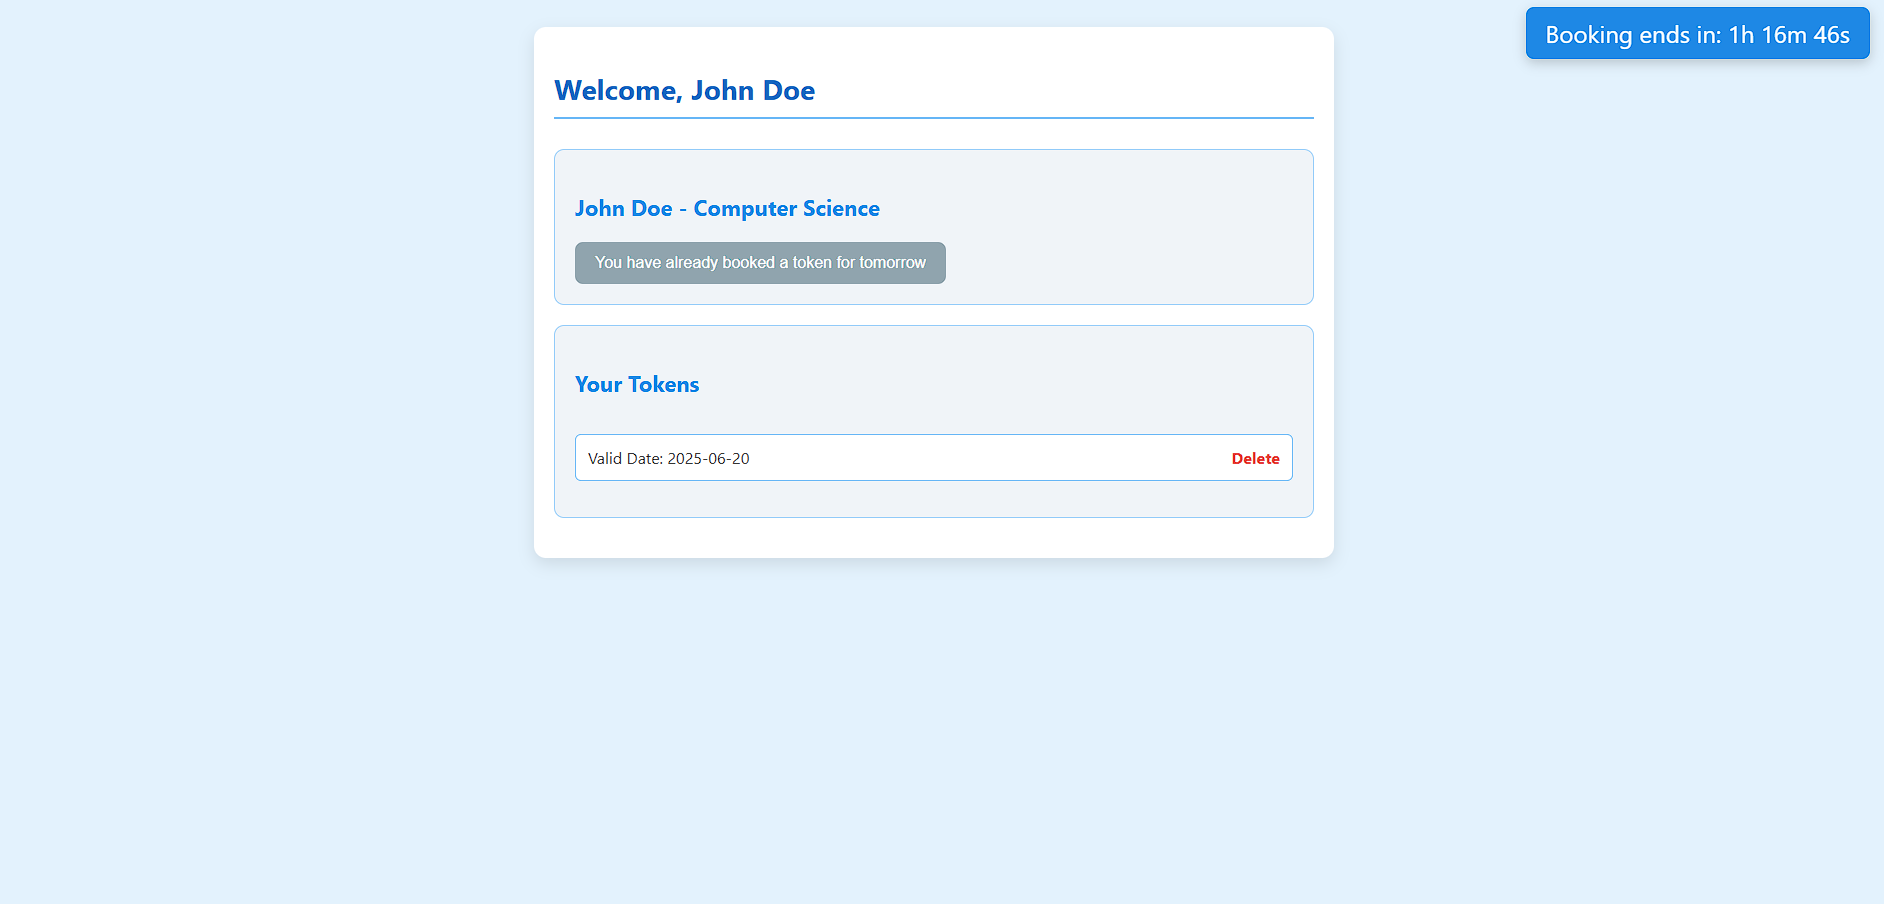 Booking ends in: 1h 16m 46s
Welcome, John Doe
John Doe - Computer Science
You have already booked a token for tomorrow
Your Tokens
Valid Date: 2025-06-20 Delete